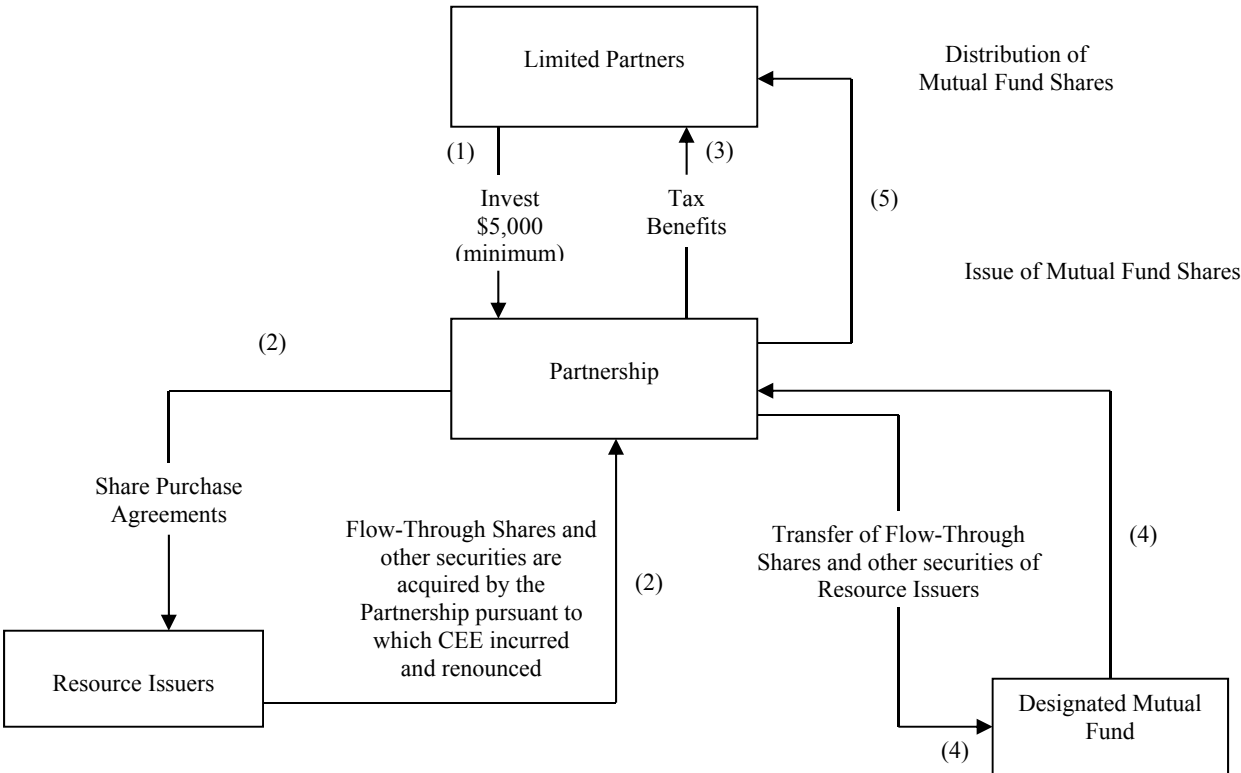 Limited Partners
Distribution of
Mutual Fund Shares
(1)
(3)
Invest
$5,000
(minimum)
Tax
Benefits
(5)
Issue of Mutual Fund Shares
(2)
Partnership
Share Purchase
Agreements
Flow-Through Shares and
other securities are
acquired by the
Partnership pursuant to
which CEE incurred
and renounced
(2)
Transfer of Flow-Through
Shares and other securities of
Resource Issuers
(4)
Resource Issuers
Designated Mutual
Fund
(4)